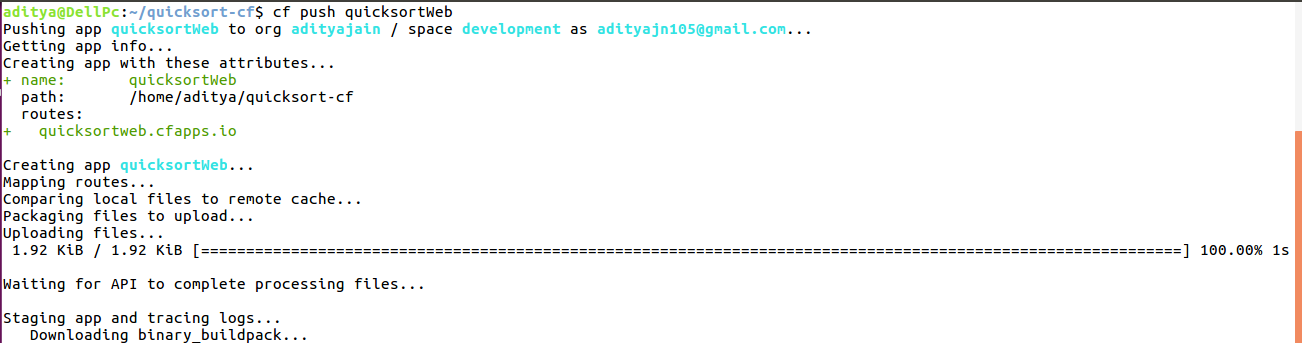 aditya@DellPc:~/quicksort-cf$ cf push quicksortWeb
Pushing app quicksortWeb to org adityajain / space development as adityajn105@gmail.com...
Getting app info...
Creating app with these attributes...
+ name:       quicksortWeb
  path:       /home/aditya/quicksort-cf
  routes:
+   quicksortweb.cfapps.io

Creating app quicksortWeb...
Mapping routes...
Comparing local files to remote cache...
Packaging files to upload...
Uploading files...
 1.92 KiB / 1.92 KiB [=============================================================================================================] 100.00% 1s

Waiting for API to complete processing files...

Staging app and tracing logs...
   Downloading binary_buildpack...